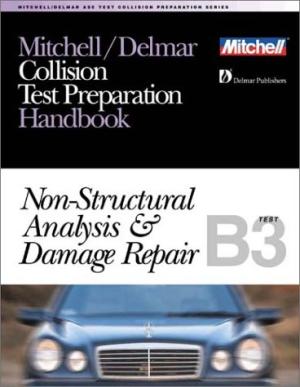 MITCHELL/DELMAR ASE TEST COLLISION PREPARATION SERIES
Mitchell/Delmar
Collision
Test Preparation
Handbook
Mitchell
Delmar Publishers
Non-Structural
Analysis &
Damage Repair
TEST
B3